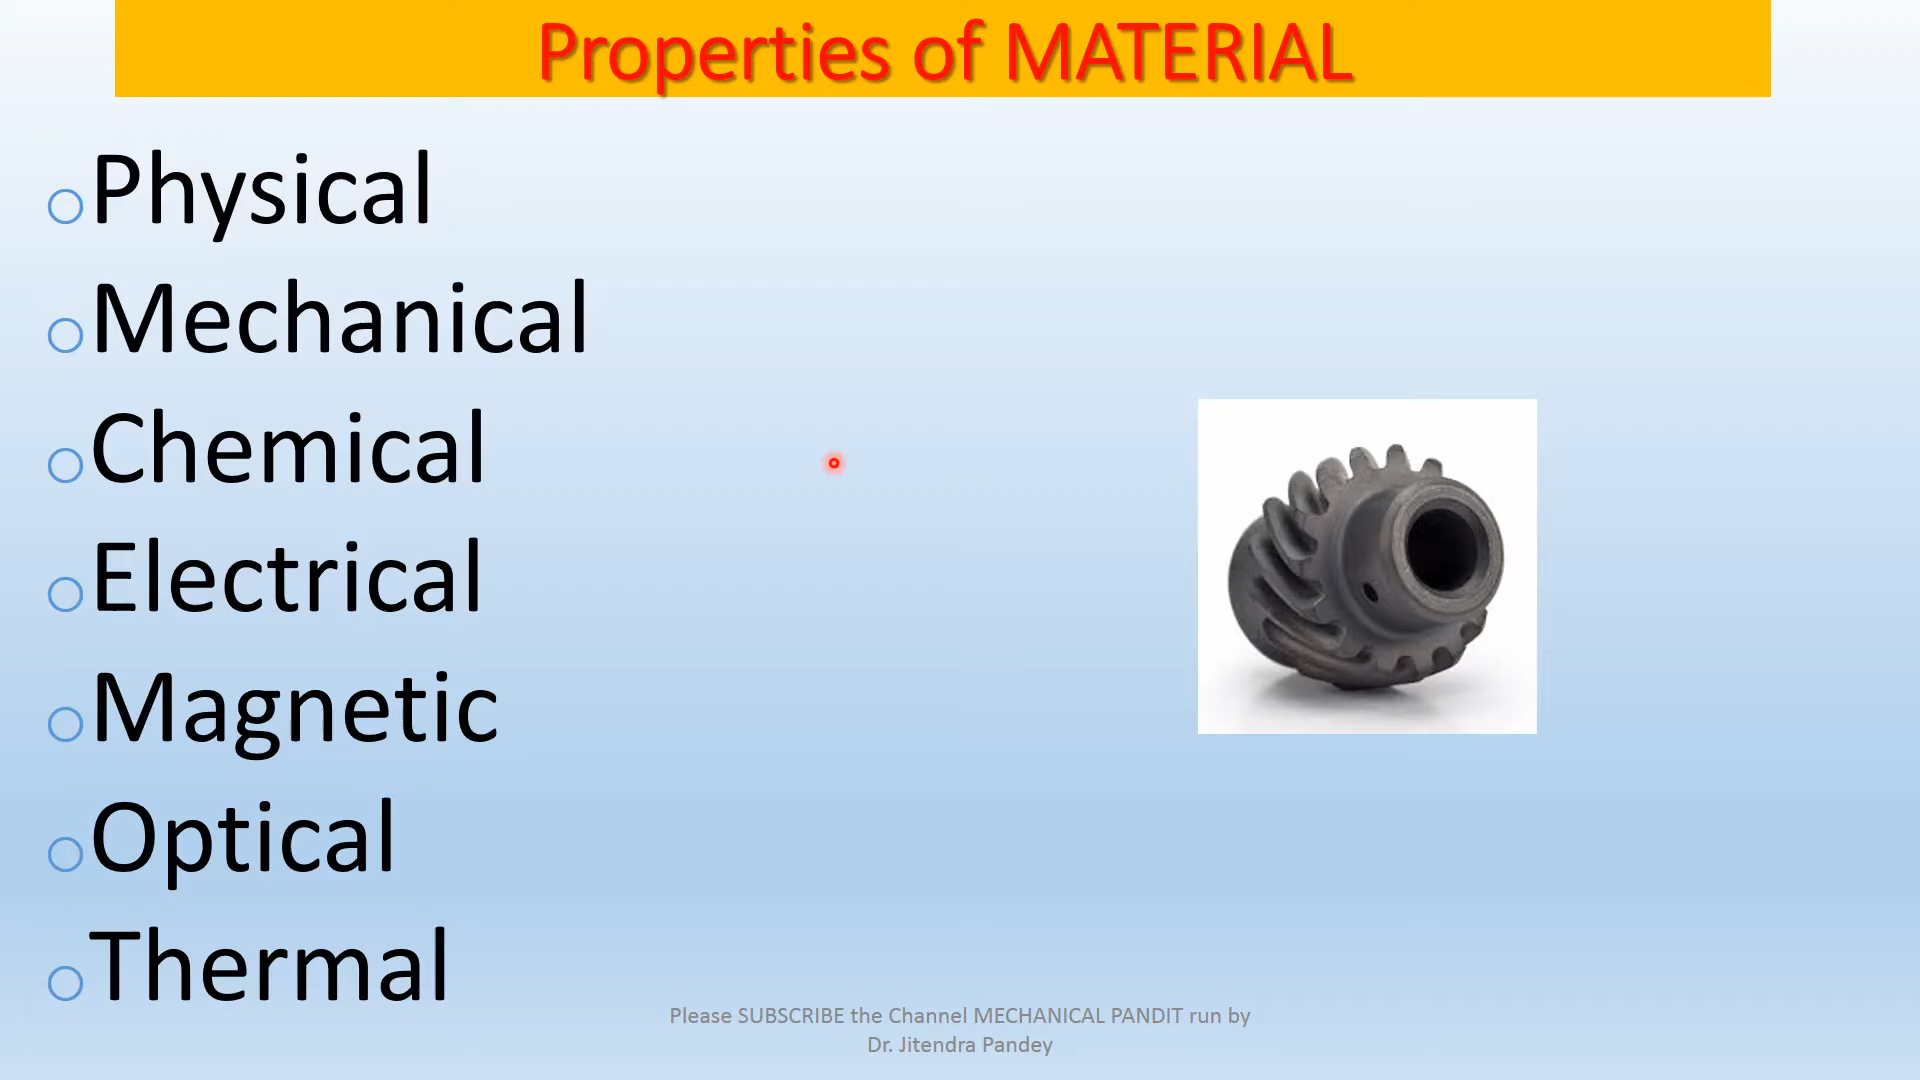 Properties of MATERIAL
Physical
Mechanical
Chemical
Electrical
Magnetic
Optical
Thermal
Please SUBSCRIBE the Channel MECHANICAL PANDIT run by
Dr. Jitendra Pandey